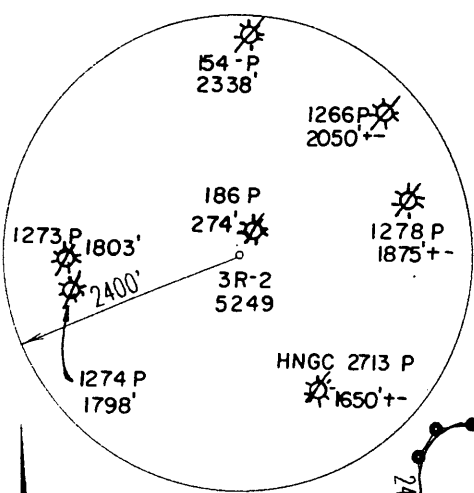 154-P
2338'
1266P
2050'+-
186 P
274'
1273 P
1803'
1278 P
1875'+-
2400'
3R-2
5249
HNGC 2713 P
1650'+-
1274 P
1798'
24